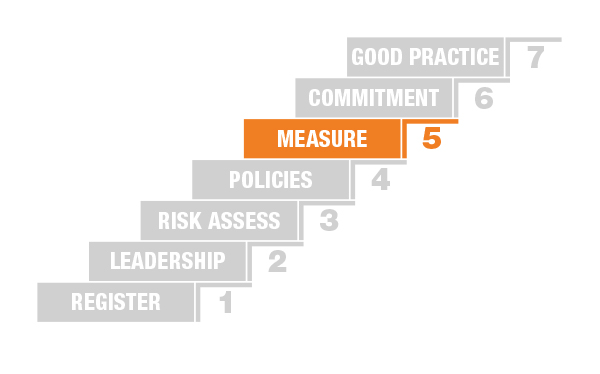 GOOD PRACTICE 7
COMMITMENT 6
MEASURE 5
POLICIES 4
RISK ASSESS 3
LEADERSHIP 2
REGISTER 1